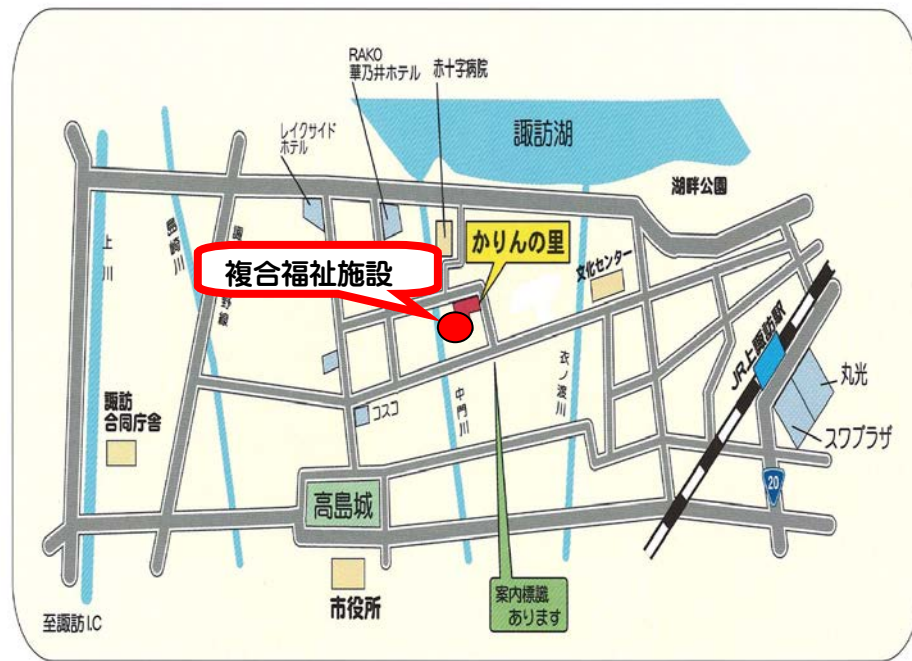 RAKO
華乃井ホテル
赤十字病院
レイクサイド
ホテル
諏訪湖
湖畔公園
上川
島崎川
野線
複合福祉施設
かりんの里
文化センター
JR上諏訪駅
丸光
スワプラザ
衣ノ渡川
中門川
コスコ
諏訪
合同庁舎
高島城
20
市役所
案内標識
あります
至諏訪I.C